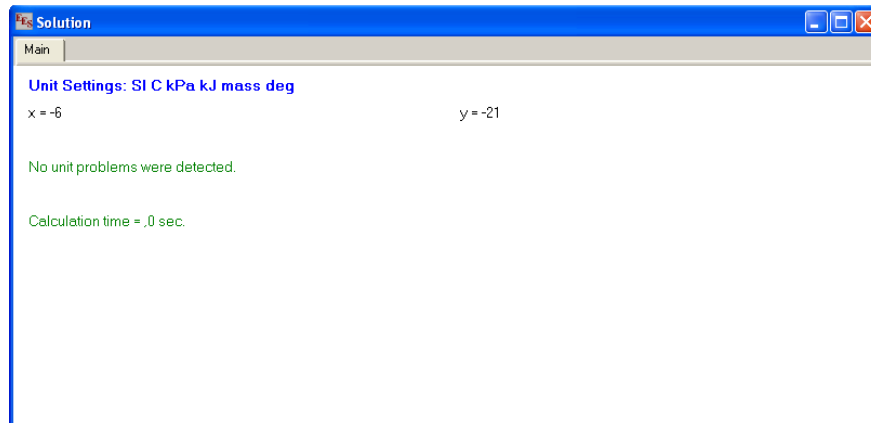 EES Solution
Main
Unit Settings: SI C kPa kJ mass deg
x = -6 y = -21
No unit problems were detected.
Calculation time = ,0 sec.